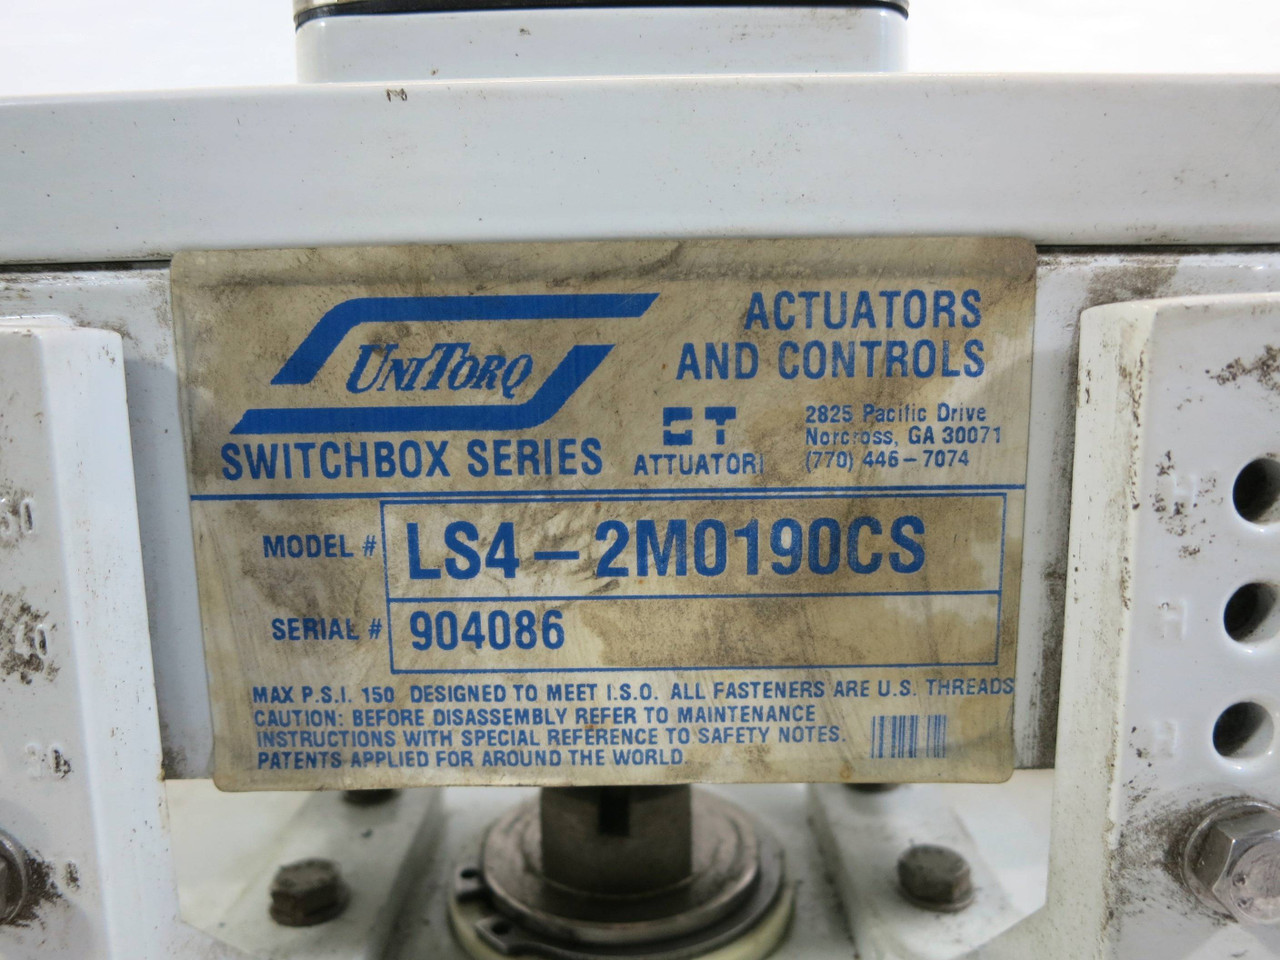 UNITORQ
SWITCHBOX SERIES
ACTUATORS
AND CONTROLS
ATTUATORI
2825 Pacific Drive
Norcross, GA 30071
(770) 446-7074
MODEL # LS4-2M0190CS
SERIAL # 904086
MAX P.S.I. 150 DESIGNED TO MEET I.S.O. ALL FASTENERS ARE U.S. THREADS
CAUTION: BEFORE DISASSEMBLY REFER TO MAINTENANCE
INSTRUCTIONS WITH SPECIAL REFERENCE TO SAFETY NOTES.
PATENTS APPLIED FOR AROUND THE WORLD.
H
H
H